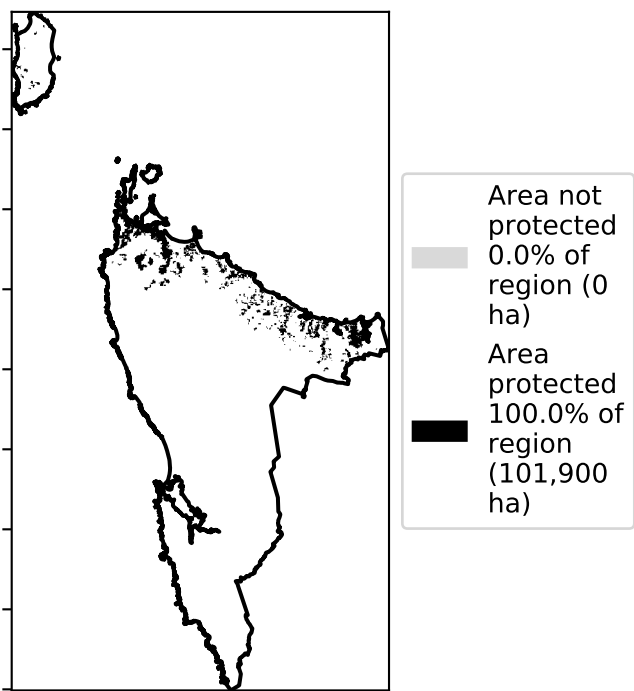 Area not
protected
0.0% of
region (0
ha)
Area
protected
100.0% of
region
(101,900
ha)